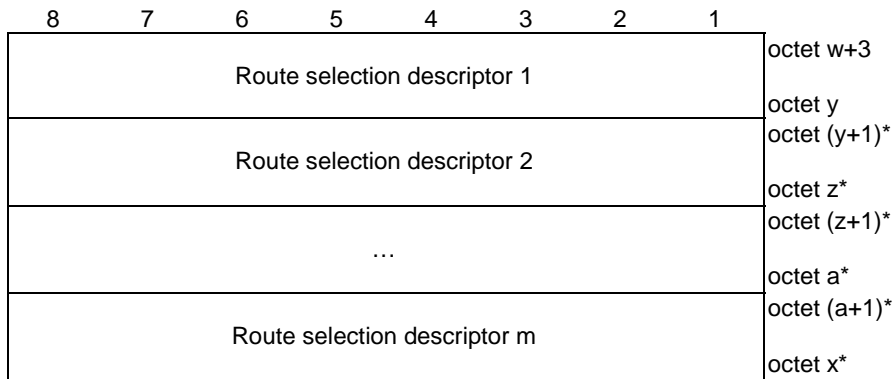 8 7 6 5 4 3 2 1
octet w+3
Route selection descriptor 1
octet y
octet (y+1)*
Route selection descriptor 2
octet z*
octet (z+1)*
…
octet a*
octet (a+1)*
Route selection descriptor m
octet x*